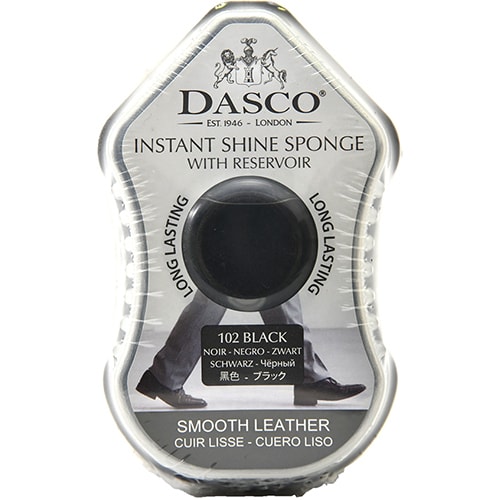 DASCO®
EST. 1946 - LONDON
INSTANT SHINE SPONGE
WITH RESERVOIR
LONG LASTING
LONG LASTING
102 BLACK
NOIR - NEGRO - ZWART
SCHWARZ - Чёрный
黒色 - ブラック
SMOOTH LEATHER
CUIR LISSE - CUERO LISO